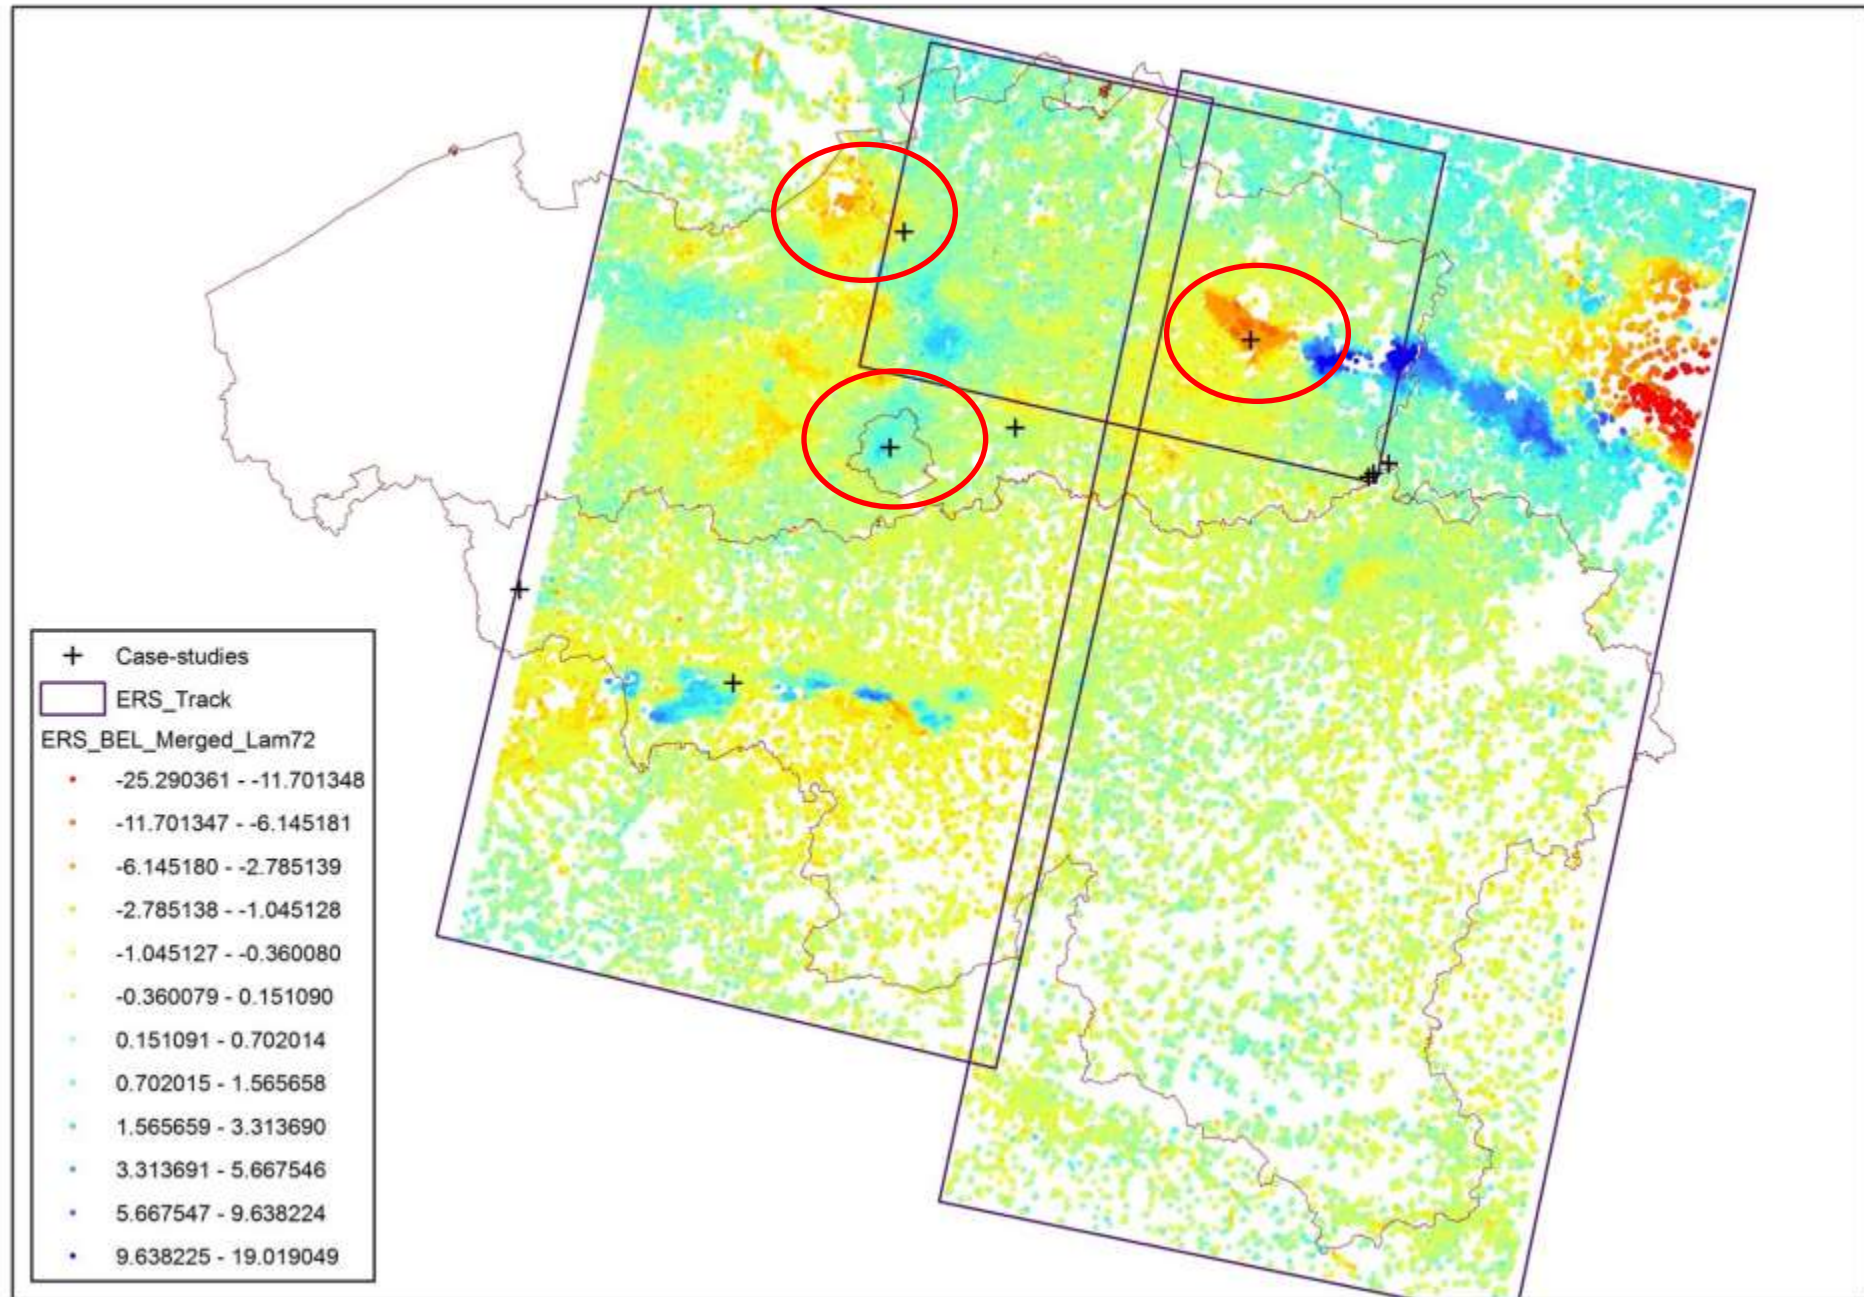 Case-studies
ERS_Track
ERS_BEL_Merged_Lam72
-25.290361 - -11.701348
-11.701347 - -6.145181
-6.145180 - -2.785139
-2.785138 - -1.045128
-1.045127 - -0.360080
-0.360079 - 0.151090
0.151091 - 0.702014
0.702015 - 1.565658
1.565659 - 3.313690
3.313691 - 5.667546
5.667547 - 9.638224
9.638225 - 19.019049